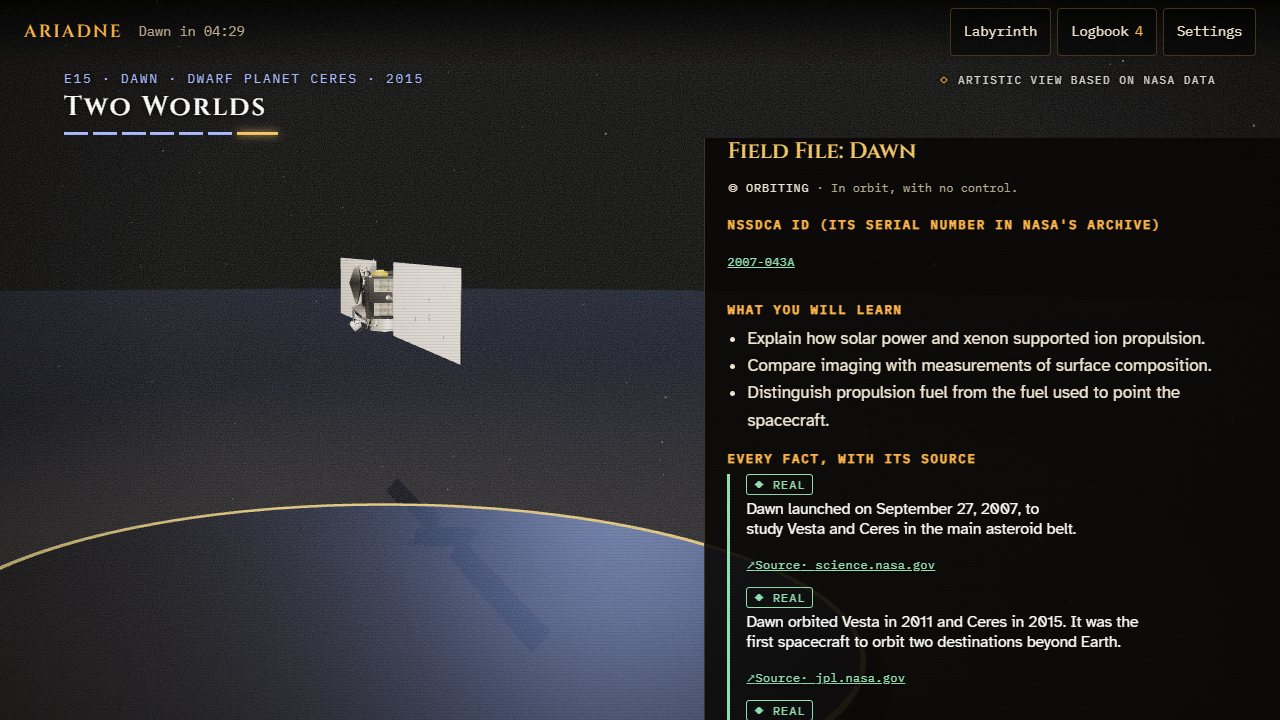 ARIADNE Dawn in 04:29
Labyrinth
Logbook 4
Settings
E15 · DAWN · DWARF PLANET CERES · 2015
◇ ARTISTIC VIEW BASED ON NASA DATA
Two Worlds
Field File: Dawn
ORBITING · In orbit, with no control.
NSSDCA ID (ITS SERIAL NUMBER IN NASA'S ARCHIVE)
2007-043A
WHAT YOU WILL LEARN
• Explain how solar power and xenon supported ion propulsion.
• Compare imaging with measurements of surface composition.
• Distinguish propulsion fuel from the fuel used to point the
spacecraft.
EVERY FACT, WITH ITS SOURCE
◆ REAL
Dawn launched on September 27, 2007, to
study Vesta and Ceres in the main asteroid belt.
↗Source· science.nasa.gov
◆ REAL
Dawn orbited Vesta in 2011 and Ceres in 2015. It was the
first spacecraft to orbit two destinations beyond Earth.
↗Source· jpl.nasa.gov
◆ REAL